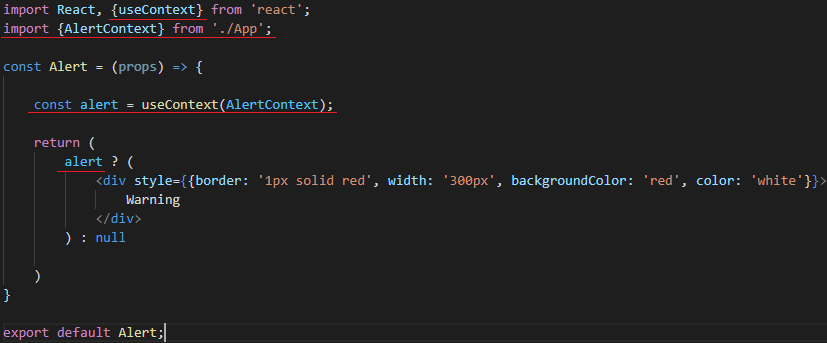 import React, {useContext} from 'react';
import {AlertContext} from './App';
const Alert = (props) => {
const alert = useContext(AlertContext);
return (
alert ? (
<div style={{border: '1px solid red', width: '300px', backgroundColor: 'red', color: 'white'}}>
Warning
</div>
) : null
)
}
export default Alert;